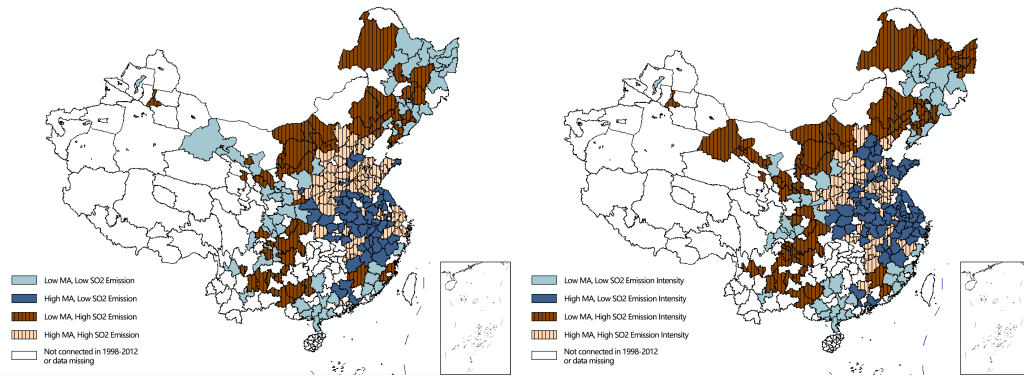 Low MA, Low SO2 Emission
High MA, Low SO2 Emission
Low MA, High SO2 Emission
High MA, High SO2 Emission
Not connected in 1998-2012
or data missing
Low MA, Low SO2 Emission Intensity
High MA, Low SO2 Emission Intensity
Low MA, High SO2 Emission Intensity
High MA, High SO2 Emission Intensity
Not connected in 1998-2012
or data missing